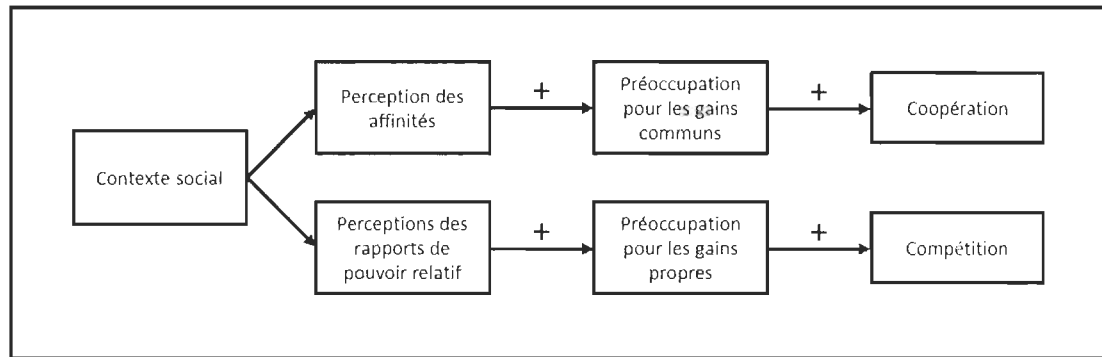 Perception des
affinités
+
Préoccupation
pour les gains
communs
+
Coopération
Contexte social
Perceptions des
rapports de
pouvoir relatif
+
Préoccupation
pour les gains
propres
+
Compétition